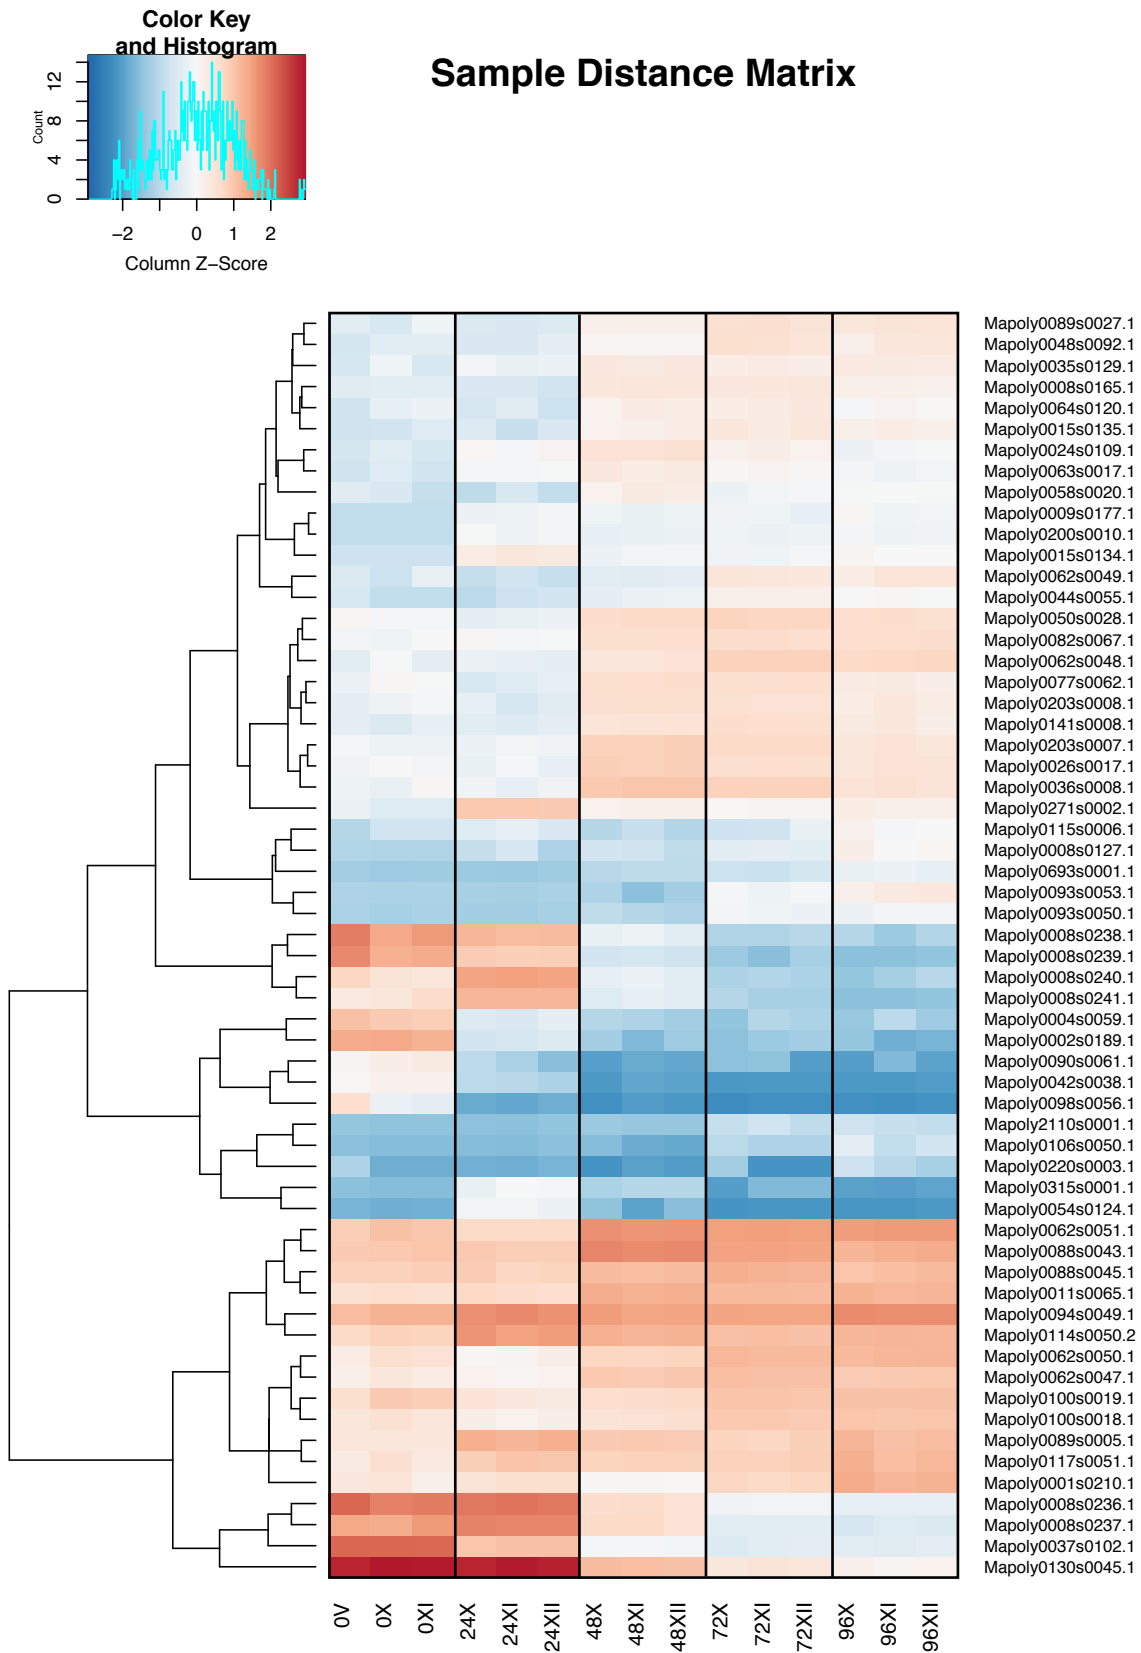 Color Key
and Histogram
Sample Distance Matrix
Count
0 4 8 12
−2 0 1 2
Column Z−Score
Mapoly0089s0027.1
Mapoly0048s0092.1
Mapoly0035s0129.1
Mapoly0008s0165.1
Mapoly0064s0120.1
Mapoly0015s0135.1
Mapoly0024s0109.1
Mapoly0063s0017.1
Mapoly0058s0020.1
Mapoly0009s0177.1
Mapoly0200s0010.1
Mapoly0015s0134.1
Mapoly0062s0049.1
Mapoly0044s0055.1
Mapoly0050s0028.1
Mapoly0082s0067.1
Mapoly0062s0048.1
Mapoly0077s0062.1
Mapoly0203s0008.1
Mapoly0141s0008.1
Mapoly0203s0007.1
Mapoly0026s0017.1
Mapoly0036s0008.1
Mapoly0271s0002.1
Mapoly0115s0006.1
Mapoly0008s0127.1
Mapoly0693s0001.1
Mapoly0093s0053.1
Mapoly0093s0050.1
Mapoly0008s0238.1
Mapoly0008s0239.1
Mapoly0008s0240.1
Mapoly0008s0241.1
Mapoly0004s0059.1
Mapoly0002s0189.1
Mapoly0090s0061.1
Mapoly0042s0038.1
Mapoly0098s0056.1
Mapoly2110s0001.1
Mapoly0106s0050.1
Mapoly0220s0003.1
Mapoly0315s0001.1
Mapoly0054s0124.1
Mapoly0062s0051.1
Mapoly0088s0043.1
Mapoly0088s0045.1
Mapoly0011s0065.1
Mapoly0094s0049.1
Mapoly0114s0050.2
Mapoly0062s0050.1
Mapoly0062s0047.1
Mapoly0100s0019.1
Mapoly0100s0018.1
Mapoly0089s0005.1
Mapoly0117s0051.1
Mapoly0001s0210.1
Mapoly0008s0236.1
Mapoly0008s0237.1
Mapoly0037s0102.1
Mapoly0130s0045.1
0V 0X 0XI 24X 24XI 24XII 48X 48XI 48XII 72X 72XI 72XII 96X 96XI 96XII